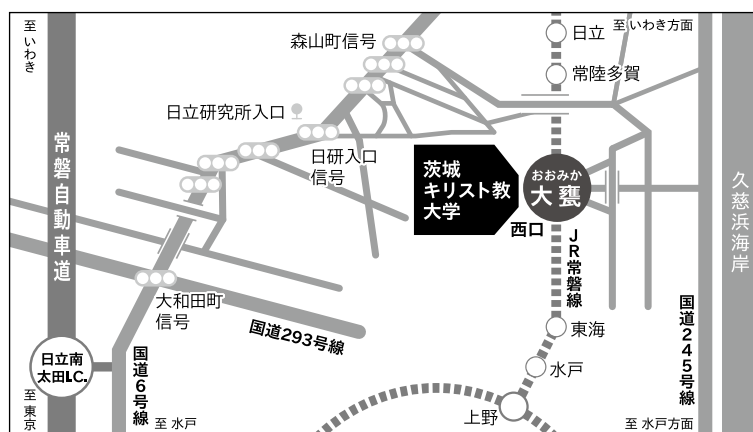 至いわき
森山町信号
日立
至いわき方面
常陸多賀
日立研究所入口
日研入口
信号
常磐自動車道
茨城
キリスト教
大学
おおみか
大甕
西口
久慈浜海岸
JR常磐線
大和田町
信号
国道293号線
東海
国道245号線
日立南
太田I.C.
国道6号線
水戸
上野
至東京
至水戸
至水戸方面